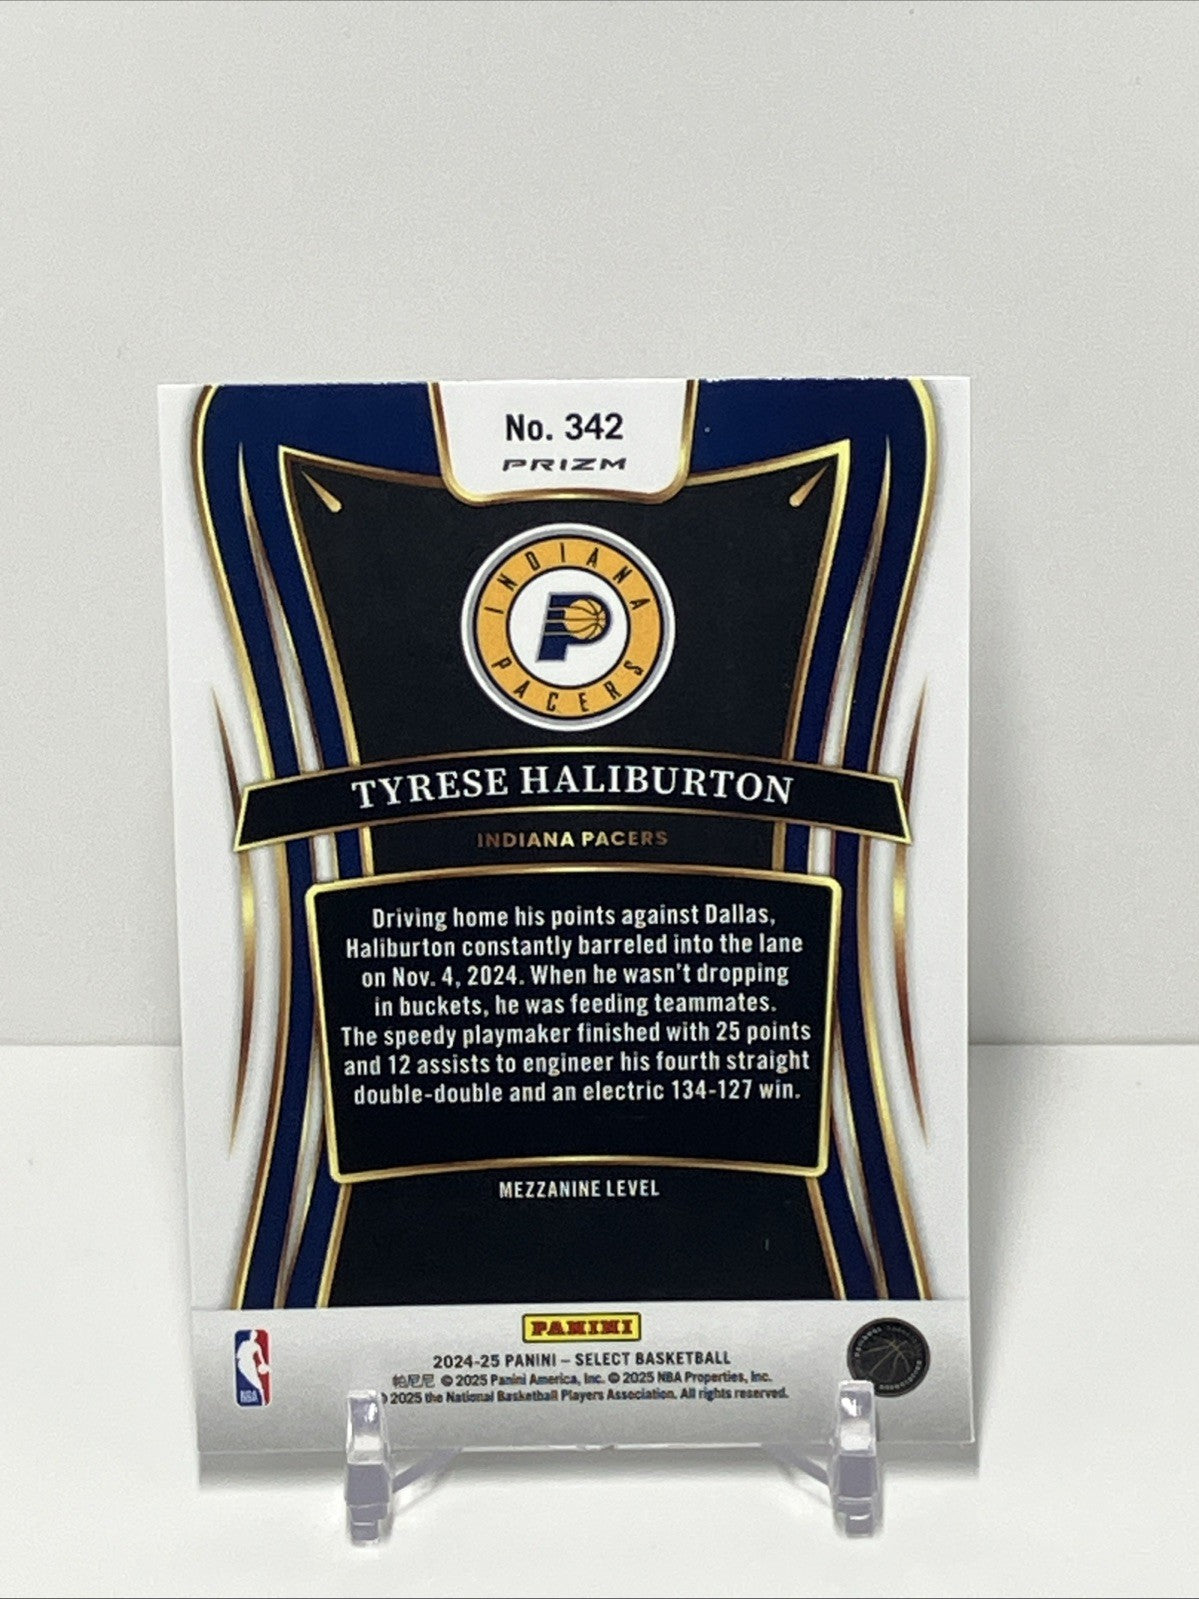 No. 342
PRIZM
INDIANA
PACERS
TYRESE HALIBURTON
INDIANA PACERS
Driving home his points against Dallas,
Haliburton constantly barreled into the lane
on Nov. 4, 2024. When he wasn't dropping
in buckets, he was feeding teammates.
The speedy playmaker finished with 25 points
and 12 assists to engineer his fourth straight
double-double and an electric 134-127 win.
MEZZANINE LEVEL
PANINI
2024-25 PANINI – SELECT BASKETBALL
帕尼尼 © 2025 Panini America, Inc. © 2025 NBA Properties, Inc.
© 2025 the National Basketball Players Association. All rights reserved.
NBA